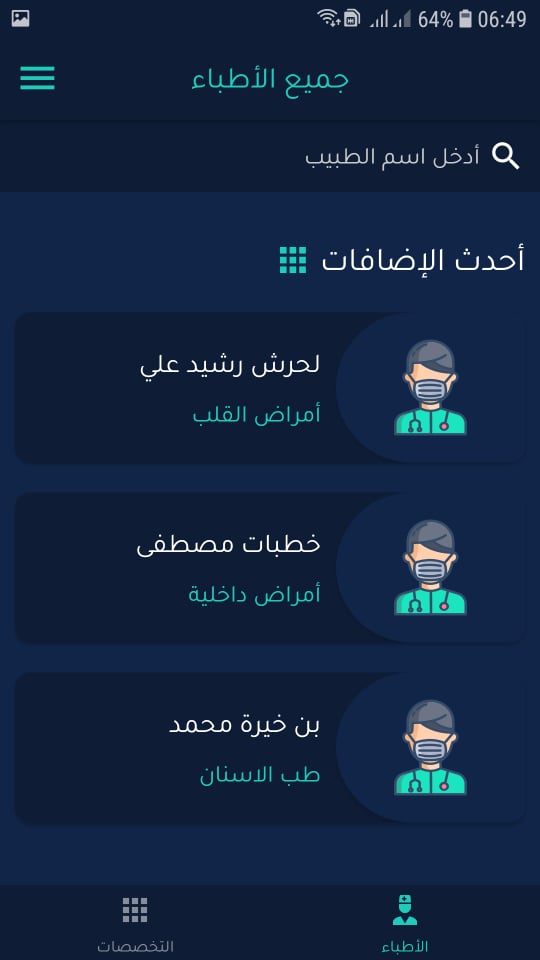 64% 06:49
جميع الأطباء
أدخل اسم الطبيب
أحدث الإضافات
لحرش رشيد علي
أمراض القلب
خطبات مصطفى
أمراض داخلية
بن خيرة محمد
طب الاسنان
الأطباء
التخصصات